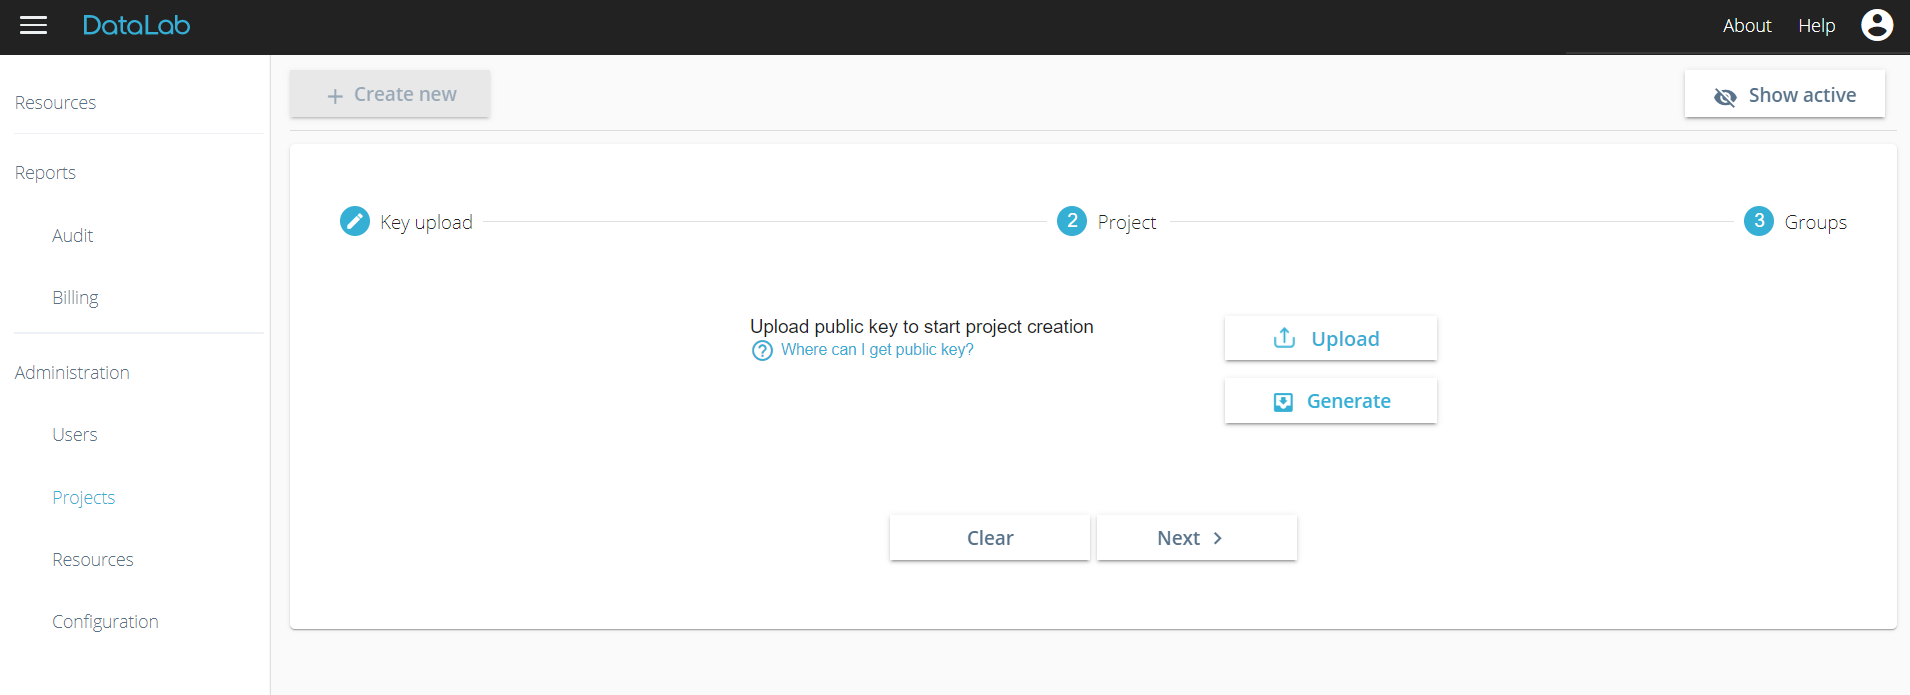 DataLab
About
Help
Resources
Reports
Audit
Billing
Administration
Users
Projects
Resources
Configuration
+ Create new
Show active
Key upload
2 Project
3 Groups
Upload public key to start project creation
? Where can I get public key?
Upload
Generate
Clear
Next >